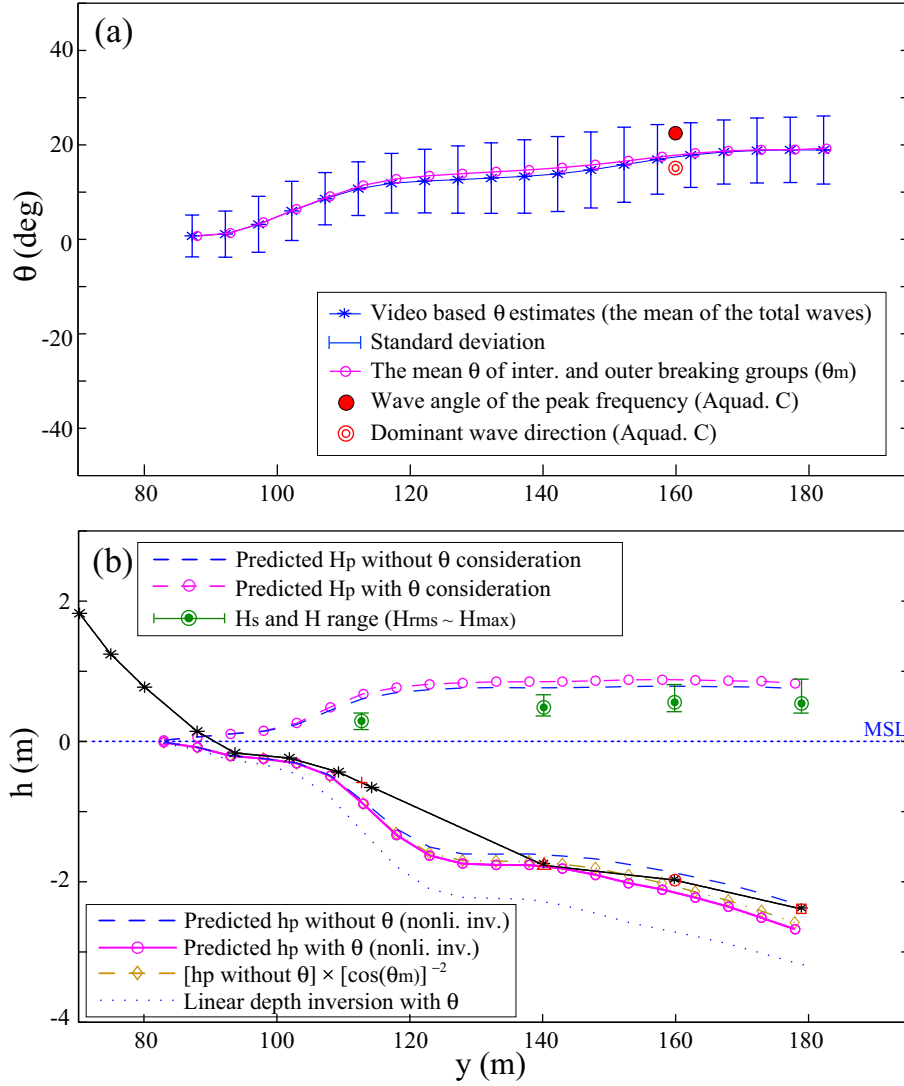 (a)
40
20
0
-20
-40
θ (deg)
Video based θ estimates (the mean of the total waves)
Standard deviation
The mean θ of inter. and outer breaking groups (θm)
Wave angle of the peak frequency (Aquad. C)
Dominant wave direction (Aquad. C)
80 100 120 140 160 180
(b)
Predicted Hp without θ consideration
Predicted Hp with θ consideration
Hs and H range (Hrms ~ Hmax)
2
0
-2
-4
h (m)
MSL
Predicted hp without θ (nonli. inv.)
Predicted hp with θ (nonli. inv.)
[hp without θ] × [cos(θm)] −2
Linear depth inversion with θ
80 100 120 140 160 180
y (m)